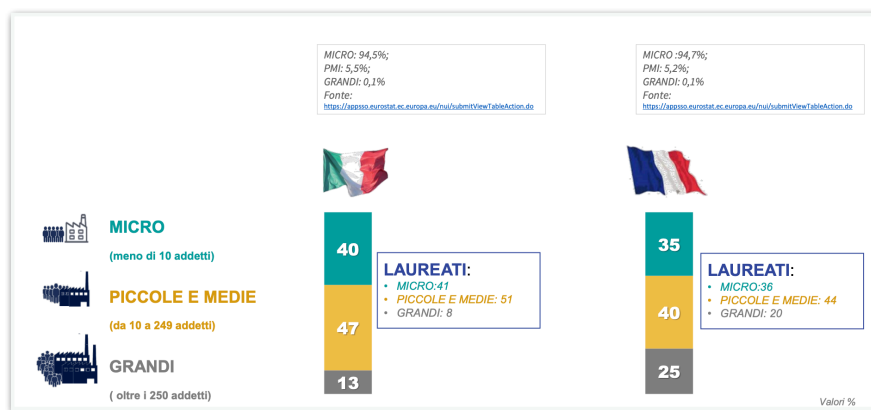 MICRO: 94,5%;
PMI: 5,5%;
GRANDI: 0,1%
Fonte:
https://appsso.eurostat.ec.europa.eu/nui/submitViewTableAction.do
MICRO :94,7%;
PMI: 5,2%;
GRANDI: 0,1%
Fonte:
https://appsso.eurostat.ec.europa.eu/nui/submitViewTableAction.do
MICRO
(meno di 10 addetti)
PICCOLE E MEDIE
(da 10 a 249 addetti)
GRANDI
( oltre i 250 addetti)
40
47
13
LAUREATI:
• MICRO:41
• PICCOLE E MEDIE: 51
• GRANDI: 8
35
40
25
LAUREATI:
• MICRO:36
• PICCOLE E MEDIE: 44
• GRANDI: 20
Valori %